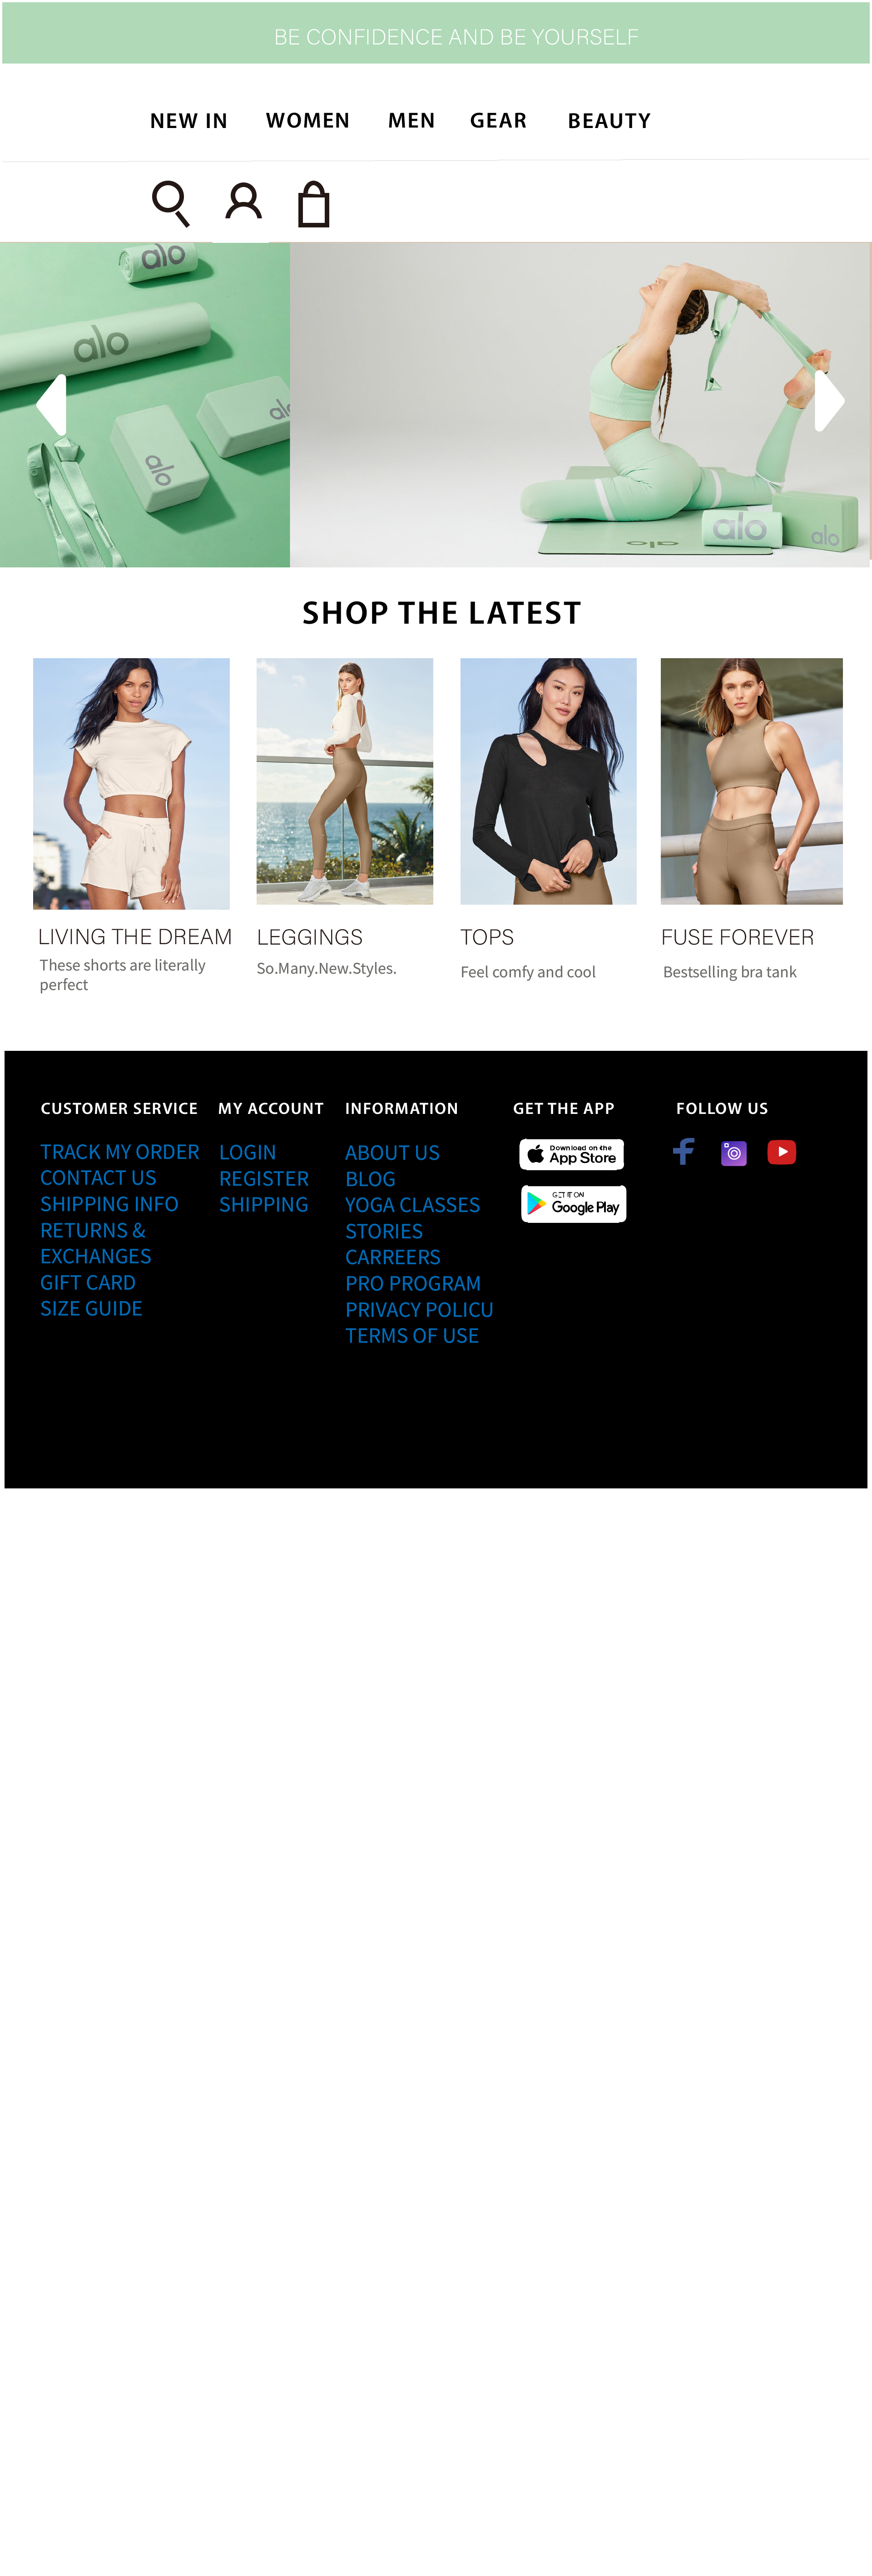 BE CONFIDENCE AND BE YOURSELF
NEW IN WOMEN MEN GEAR BEAUTY
alo
alo
alo
alo
alo
alo
alo
SHOP THE LATEST
LIVING THE DREAM
These shorts are literally
perfect
LEGGINGS
So.Many.New.Styles.
TOPS
Feel comfy and cool
FUSE FOREVER
Bestselling bra tank
CUSTOMER SERVICE
TRACK MY ORDER
CONTACT US
SHIPPING INFO
RETURNS &
EXCHANGES
GIFT CARD
SIZE GUIDE
MY ACCOUNT
LOGIN
REGISTER
SHIPPING
INFORMATION
ABOUT US
BLOG
YOGA CLASSES
STORIES
CARREERS
PRO PROGRAM
PRIVACY POLICU
TERMS OF USE
GET THE APP
Download on the
App Store
GET IT ON
Google Play
FOLLOW US